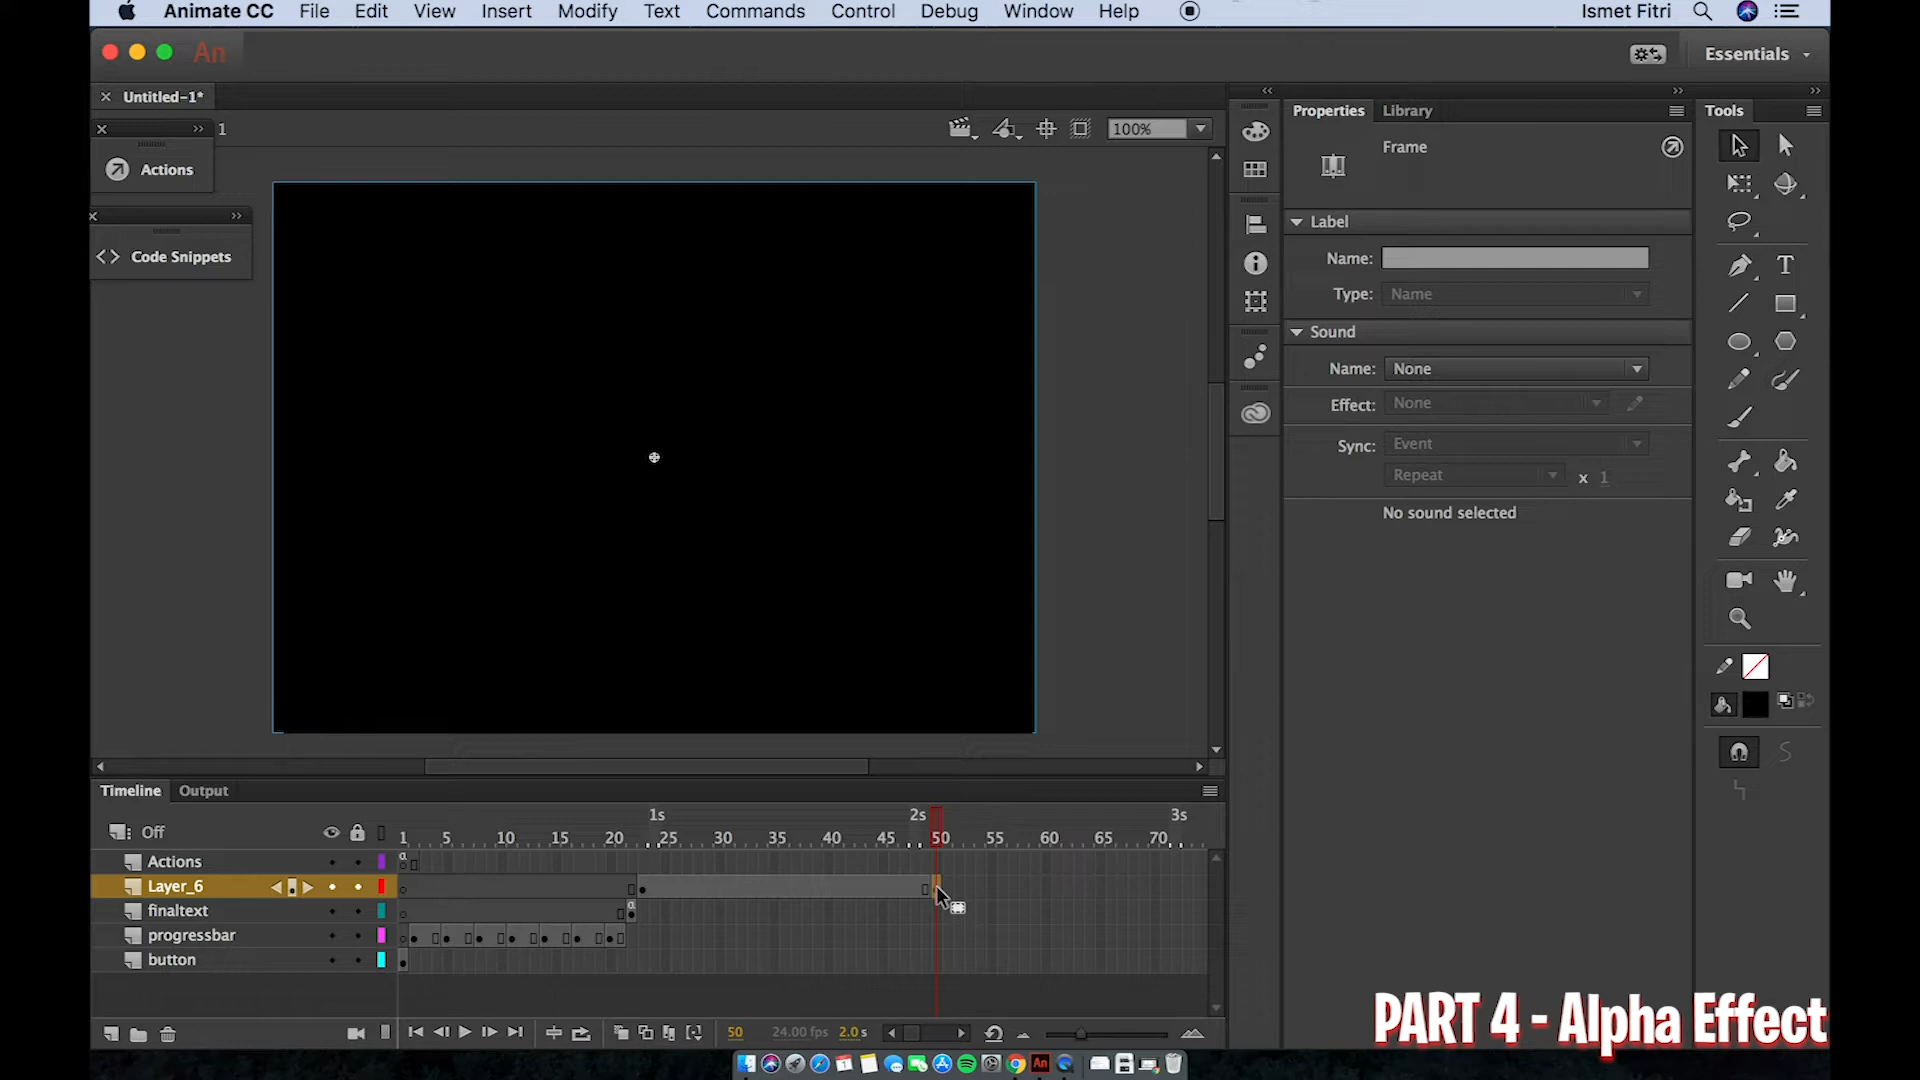 Animate CC File Edit View Insert Modify Text Commands Control Debug Window Help Ismet Fitri
An Essentials
Untitled-1*
1 100%
Actions
Code Snippets
Properties Library Tools
Frame
Label
Name:
Type: Name
Sound
Name: None
Effect: None
Sync: Event
Repeat x 1
No sound selected
T
Timeline Output
1s 2s 3s
Off 1 5 10 15 20 25 30 35 40 45 50 55 60 65 70
Actions a
Layer_6
finaltext a
progressbar
button
50 24.00 fps 2.0 s
PART 4 - Alpha Effect
An